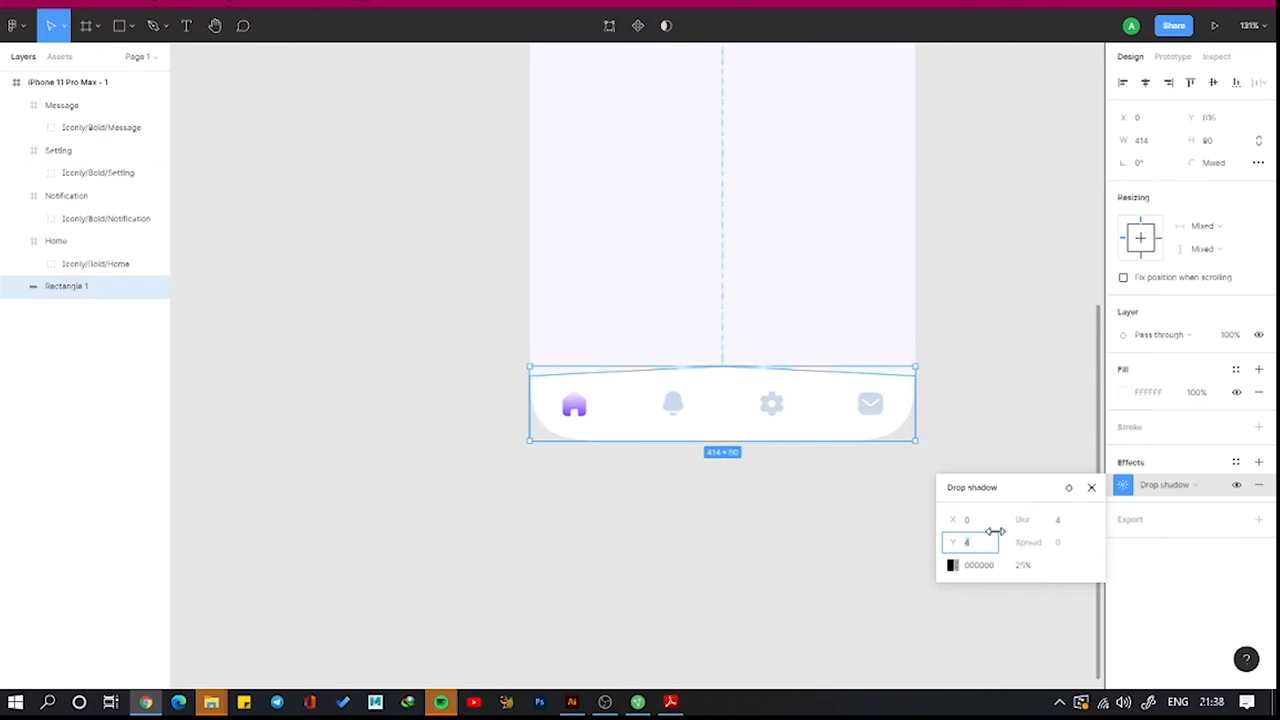 A
Share
131%
Layers
Assets
Page 1
Design
Prototype
Inspect
iPhone 11 Pro Max - 1
Message
Iconly/Bold/Message
Setting
Iconly/Bold/Setting
Notification
Iconly/Bold/Notification
Home
Iconly/Bold/Home
Rectangle 1
X 0 Y 816
W 414 H 80
0° Mixed
Resizing
Mixed
Mixed
Fix position when scrolling
Layer
Pass through 100%
Fill
FFFFFF 100%
Stroke
Effects
Drop shadow
Export
414 × 80
Drop shadow
X 0 Blur 4
Y 4 Spread 0
000000 25%
?
ENG 21:38